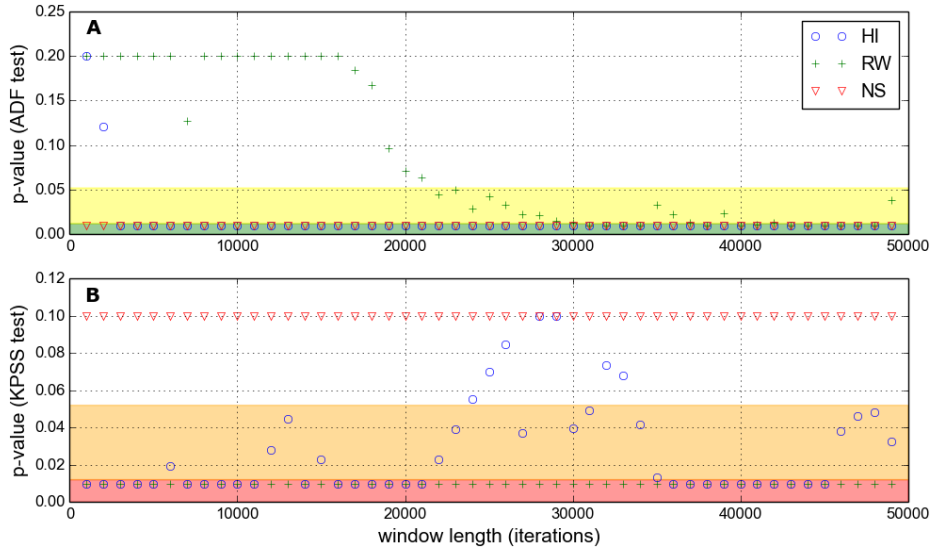 A
HI
RW
NS
p-value (ADF test)
0.25
0.20
0.15
0.10
0.05
0.00
0 10000 20000 30000 40000 50000
B
p-value (KPSS test)
0.12
0.10
0.08
0.06
0.04
0.02
0.00
0 10000 20000 30000 40000 50000
window length (iterations)